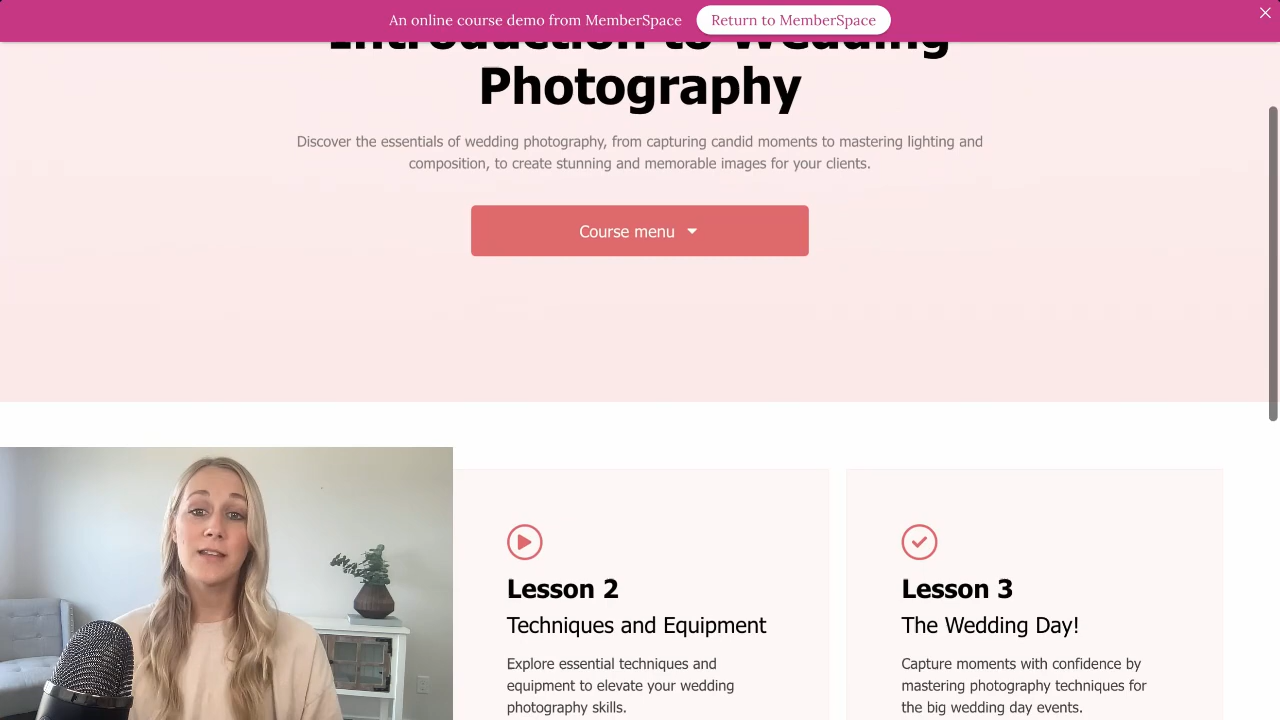 An online course demo from MemberSpace
Return to MemberSpace
Introduction to Wedding
Photography
Discover the essentials of wedding photography, from capturing candid moments to mastering lighting and
composition, to create stunning and memorable images for your clients.
Course menu
Lesson 2
Techniques and Equipment
Explore essential techniques and
equipment to elevate your wedding
photography skills.
Lesson 3
The Wedding Day!
Capture moments with confidence by
mastering photography techniques for
the big wedding day events.